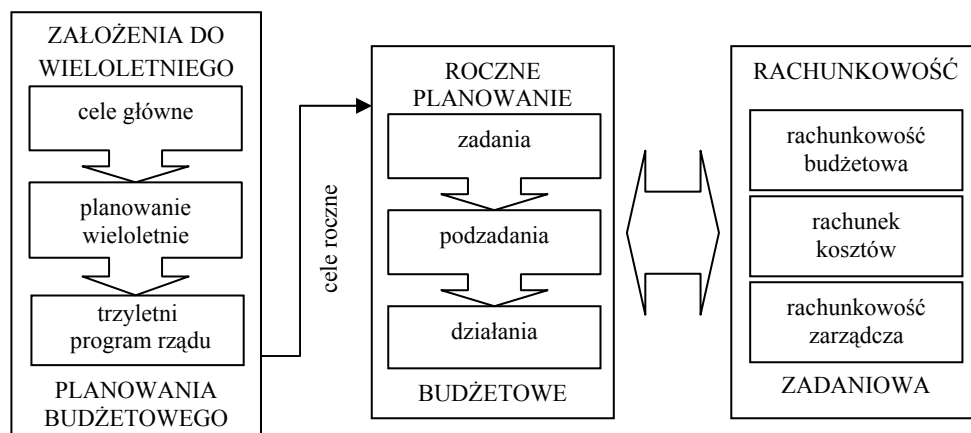 ZAŁOŻENIA DO
WIELOLETNIEGO
cele główne
planowanie
wieloletnie
trzyletni
program rządu
PLANOWANIA
BUDŻETOWEGO
cele roczne
ROCZNE
PLANOWANIE
zadania
podzadania
działania
BUDŻETOWE
RACHUNKOWOŚĆ
rachunkowość
budżetowa
rachunek
kosztów
rachunkowość
zarządcza
ZADANIOWA